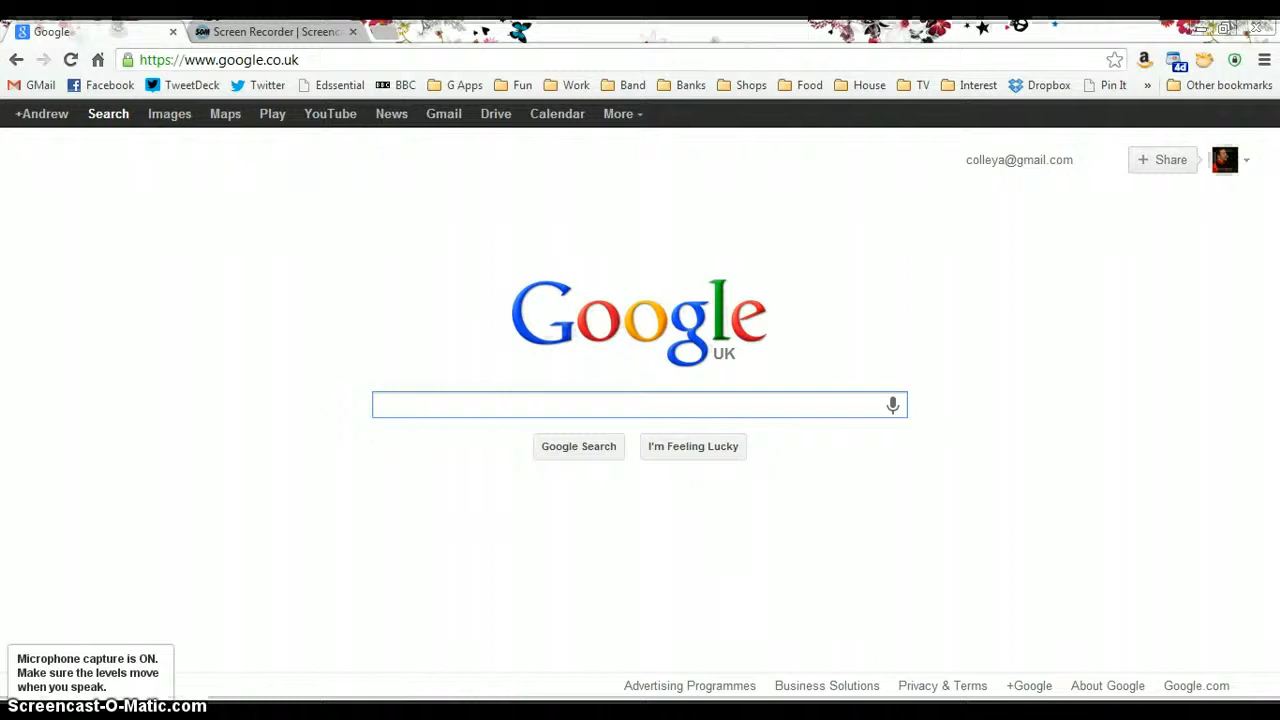 Google
Screen Recorder | Screenc
https://www.google.co.uk
4d
GMail Facebook TweetDeck Twitter Edssential BBC G Apps Fun Work Band Banks Shops Food House TV Interest Dropbox Pin It » Other bookmarks
+Andrew Search Images Maps Play YouTube News Gmail Drive Calendar More
colleya@gmail.com + Share
Google
UK
Google Search I'm Feeling Lucky
Microphone capture is ON.
Make sure the levels move
when you speak.
Advertising Programmes Business Solutions Privacy & Terms +Google About Google Google.com
Screencast-O-Matic.com